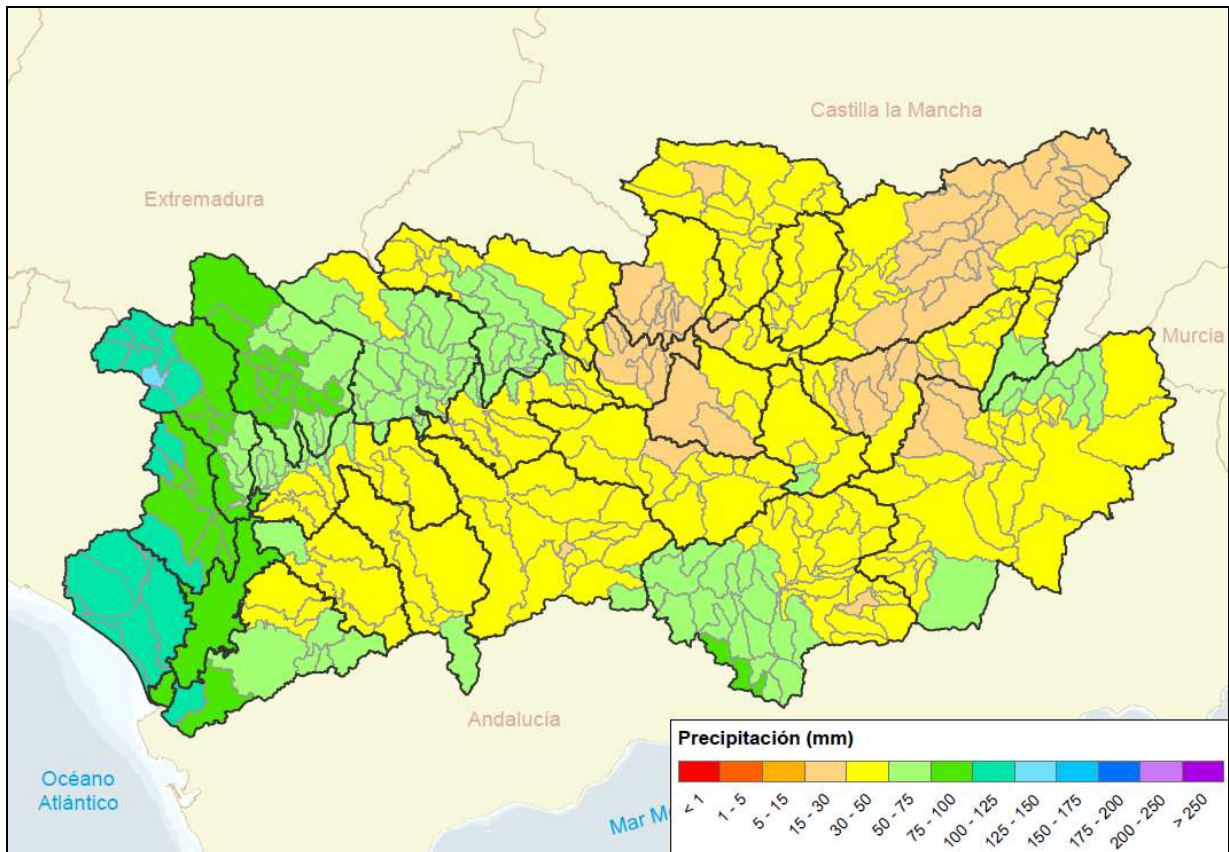 Castilla la Mancha
Extremadura
Murcia
Andalucía
Océano
Atlántico
Mar
Precipitación (mm)
< 1
1 - 5
5 - 15
15 - 30
30 - 50
50 - 75
75 - 100
100 - 125
125 - 150
150 - 175
175 - 200
200 - 250
> 250